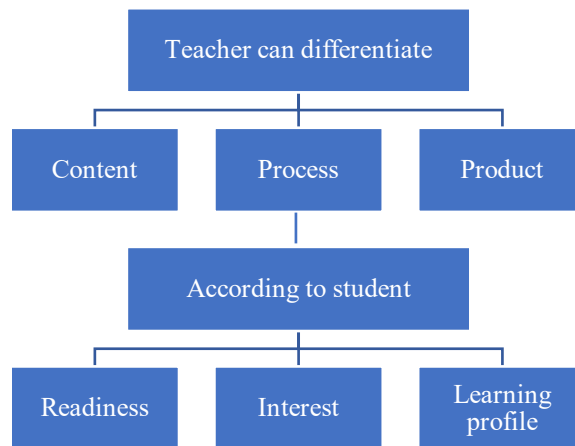 Teacher can differentiate
Content
Process
Product
According to student
Readiness
Interest
Learning
profile